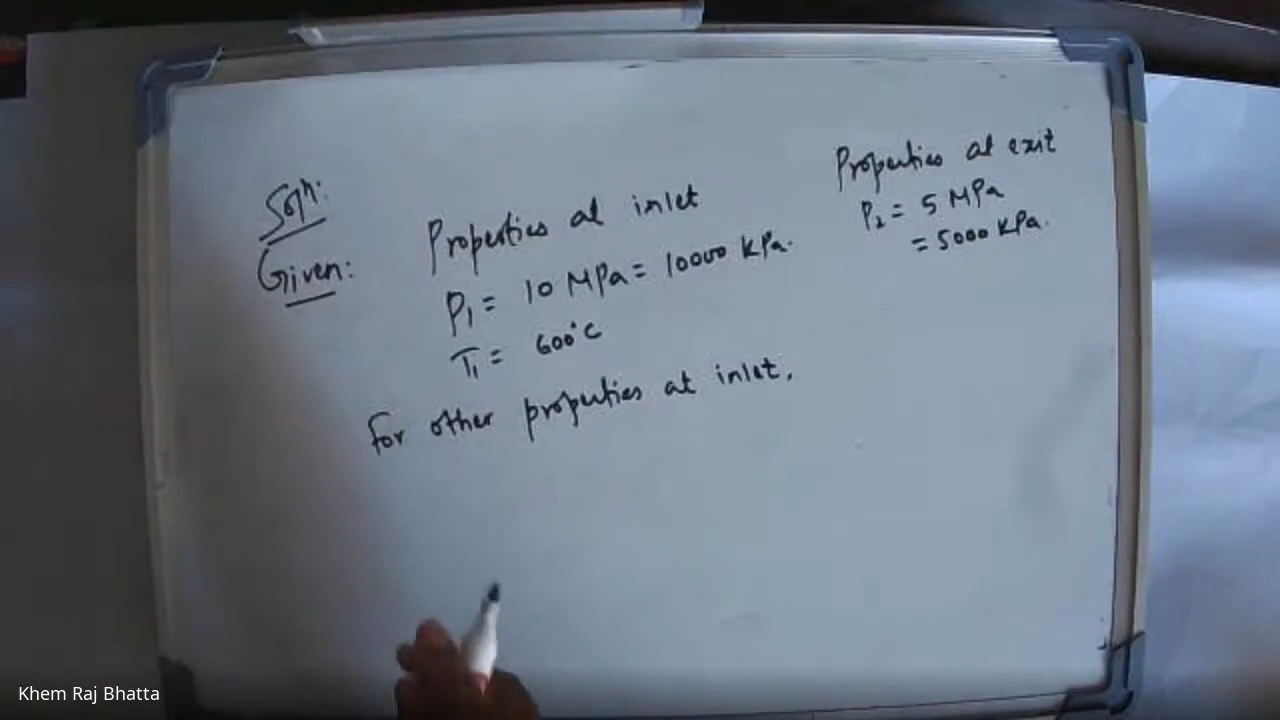 Solⁿ:
Given:
Properties at inlet
P₁ = 10 MPa = 10000 kPa.
T₁ = 600°C
for other properties at inlet,
Properties at exit
P₂ = 5 MPa
= 5000 kPa.
Khem Raj Bhatta